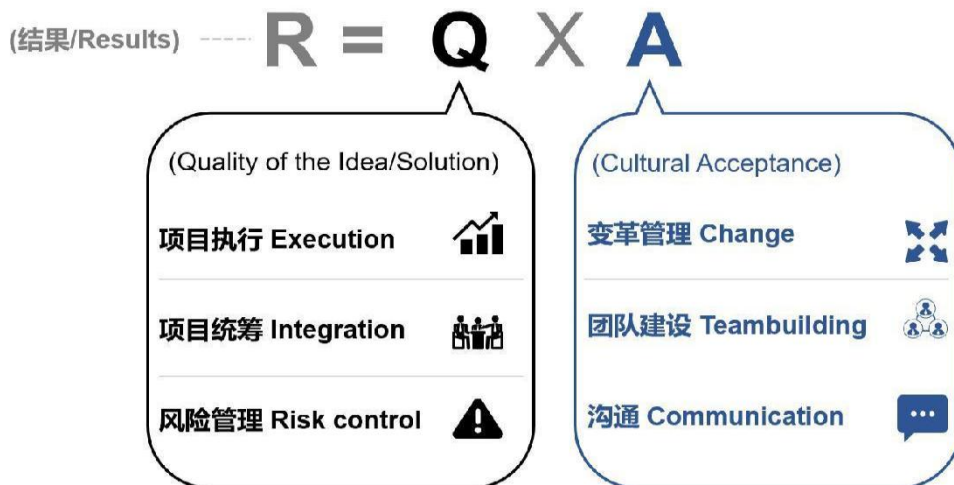 (结果/Results) R = Q X A
(Quality of the Idea/Solution)
项目执行 Execution
项目统筹 Integration
风险管理 Risk control
(Cultural Acceptance)
变革管理 Change
团队建设 Teambuilding
沟通 Communication